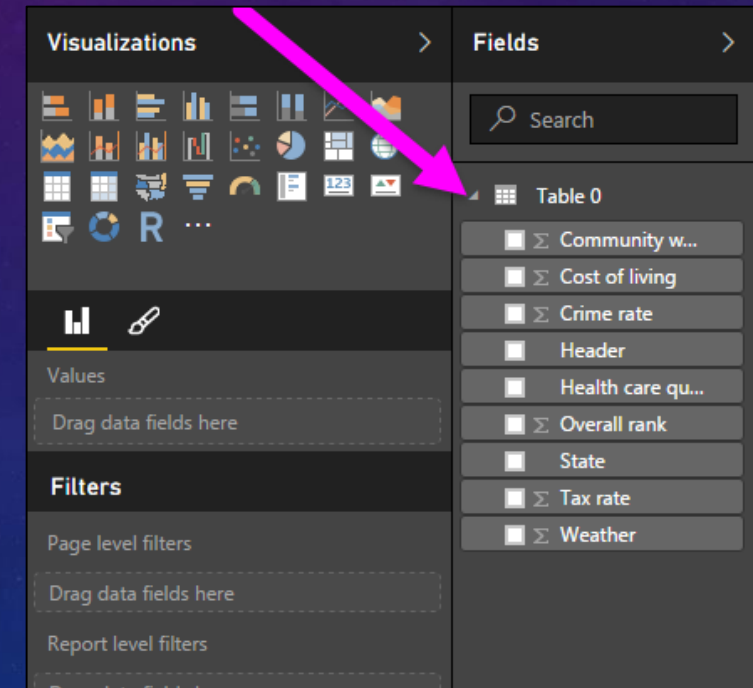 Visualizations
123
R
Values
Drag data fields here
Filters
Page level filters
Drag data fields here
Report level filters
Fields
Search
Table 0
Σ Community w...
Σ Cost of living
Σ Crime rate
Header
Health care qu...
Σ Overall rank
State
Σ Tax rate
Σ Weather